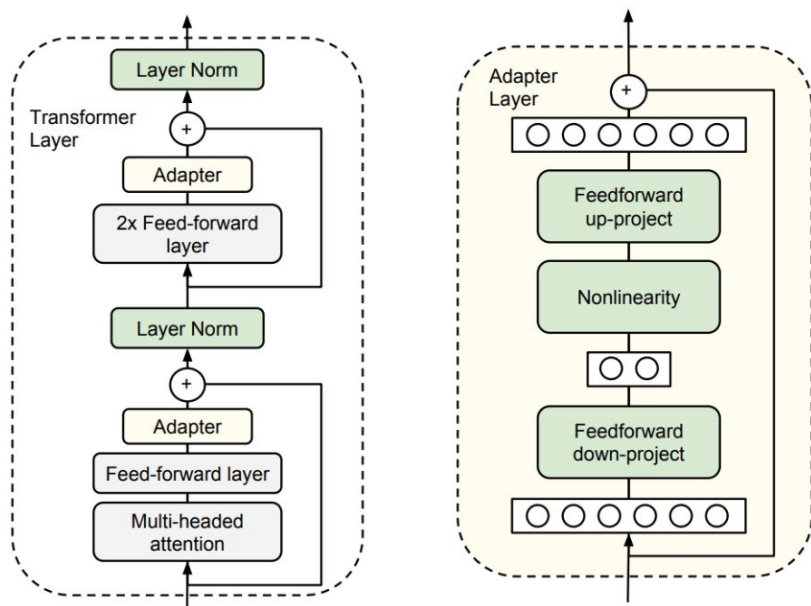 Layer Norm
Transformer
Layer
+
Adapter
2x Feed-forward
layer
Layer Norm
+
Adapter
Feed-forward layer
Multi-headed
attention
Adapter
Layer
+
Feedforward
up-project
Nonlinearity
Feedforward
down-project